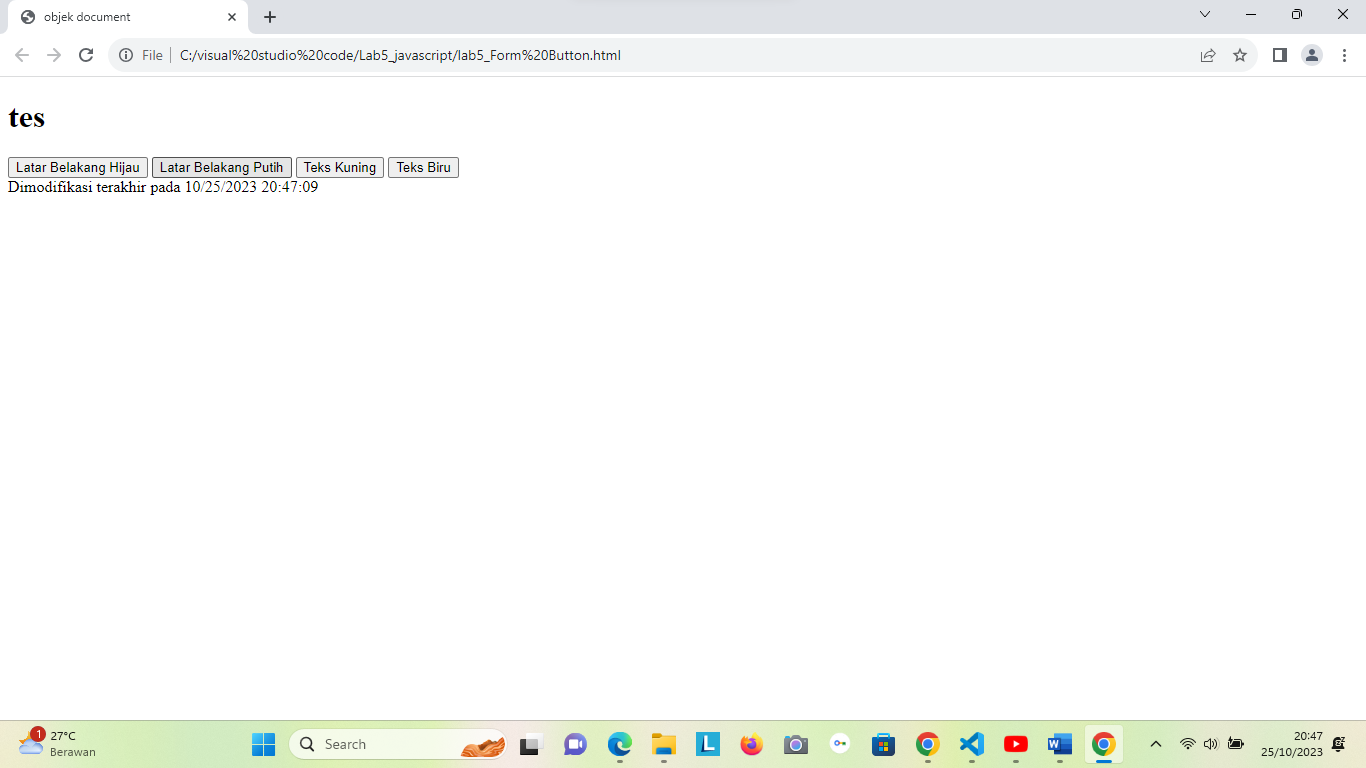 objek document
File
C:/visual%20studio%20code/Lab5_javascript/lab5_Form%20Button.html
tes
Latar Belakang Hijau Latar Belakang Putih Teks Kuning Teks Biru
Dimodifikasi terakhir pada 10/25/2023 20:47:09
1
27°C
Berawan
Search
L
W
20:47
25/10/2023